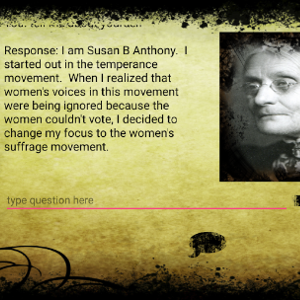 Response: I am Susan B Anthony. I
started out in the temperance
movement. When I realized that
women's voices in this movement
were being ignored because the
women couldn't vote, I decided to
change my focus to the women's
suffrage movement.
type question here